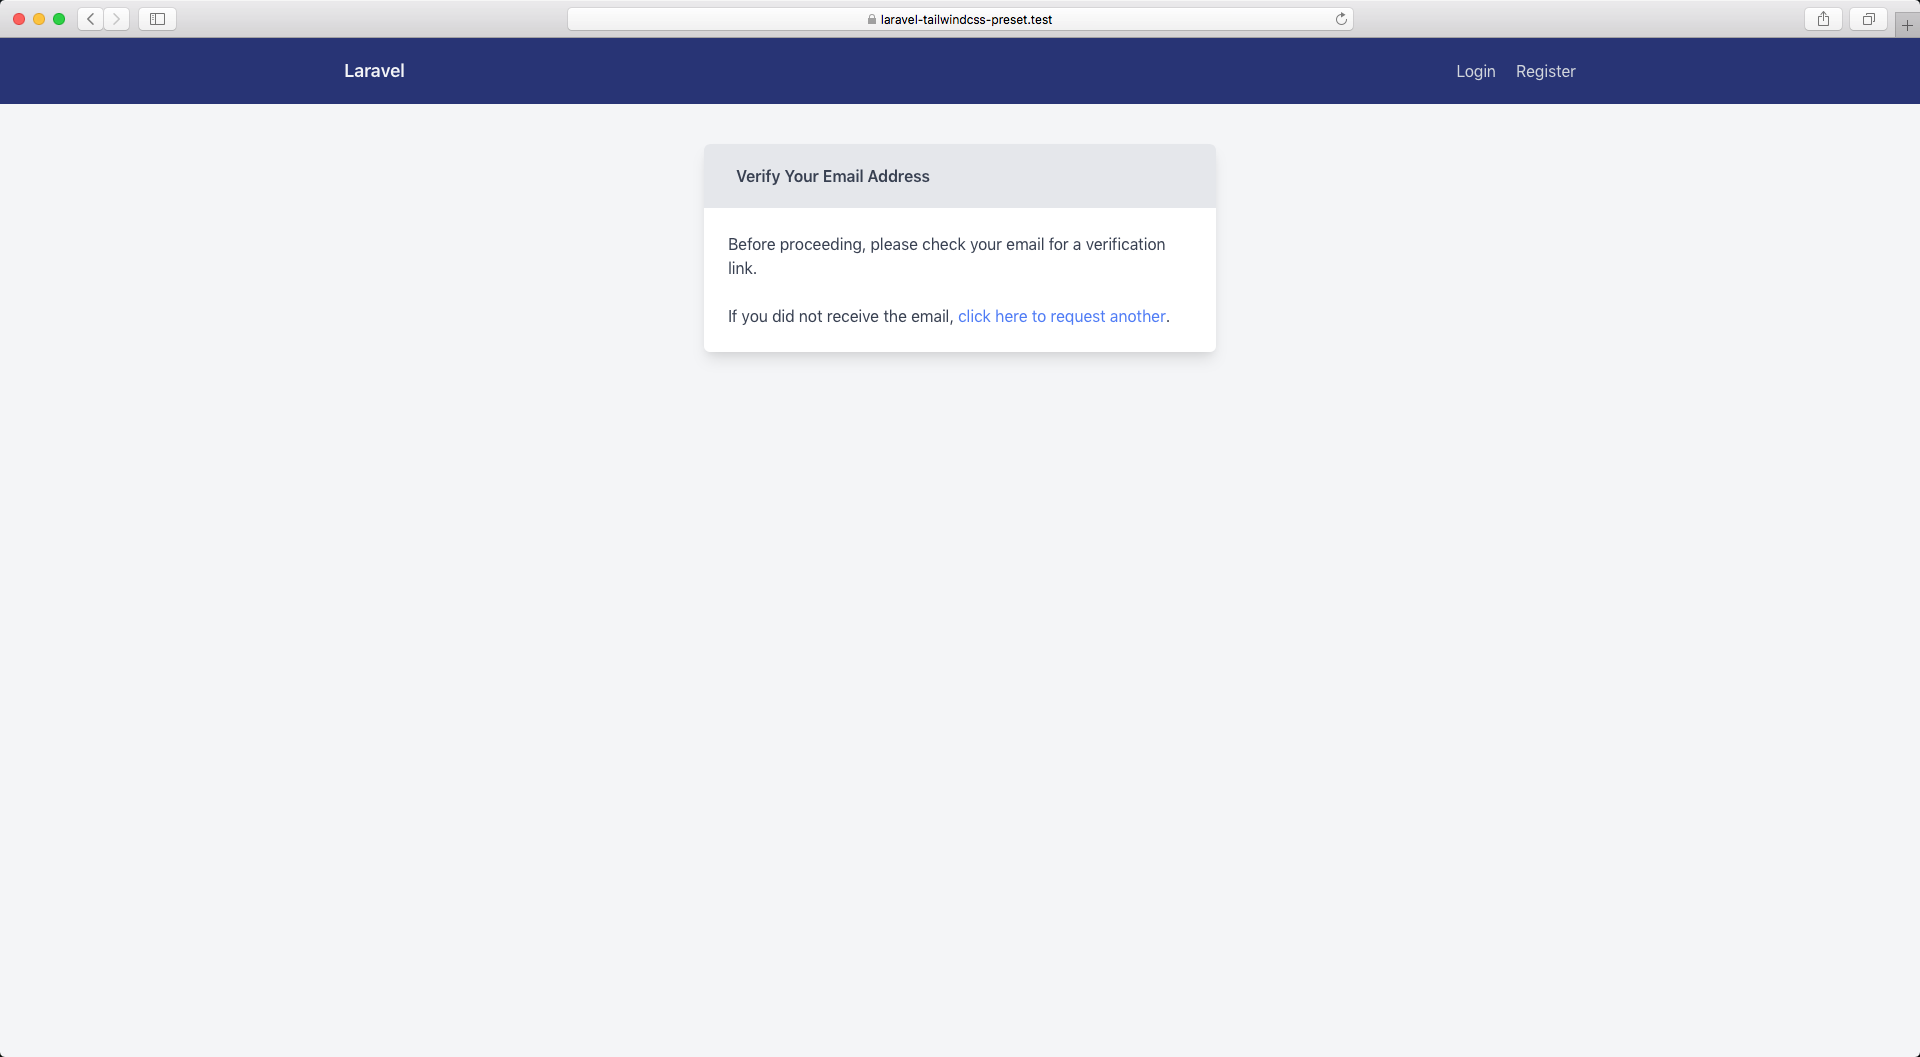 laravel-tailwindcss-preset.test
Laravel
Login
Register
Verify Your Email Address
Before proceeding, please check your email for a verification
link.
If you did not receive the email, click here to request another.